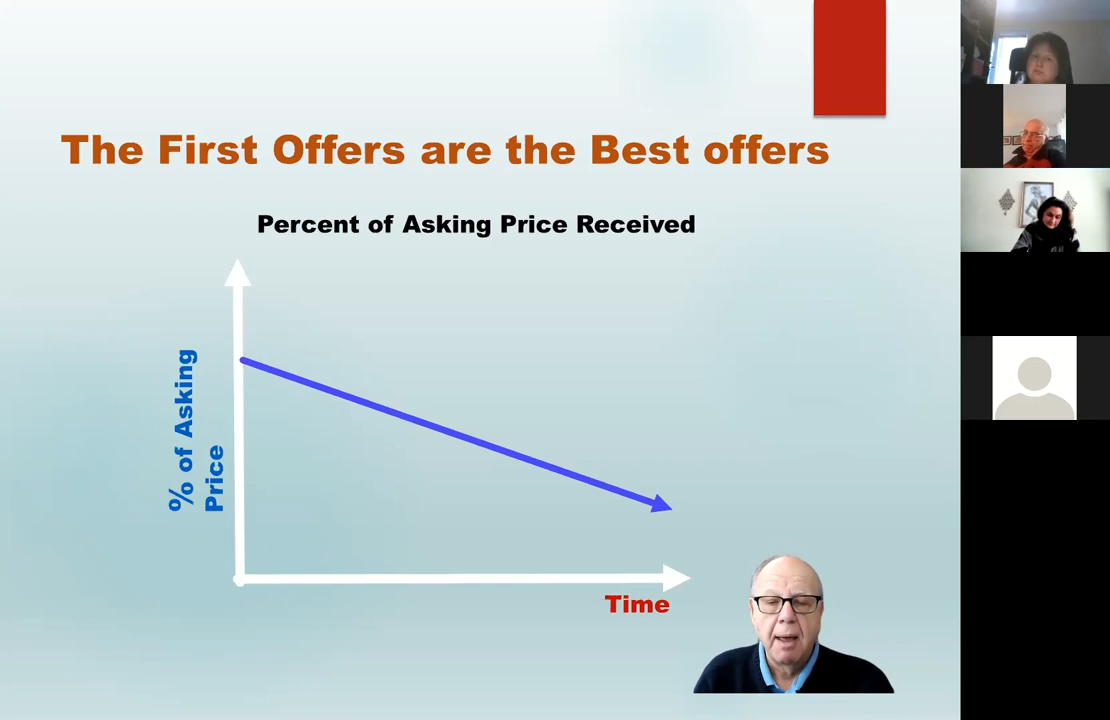 The First Offers are the Best offers
Percent of Asking Price Received
% of Asking
Price
Time